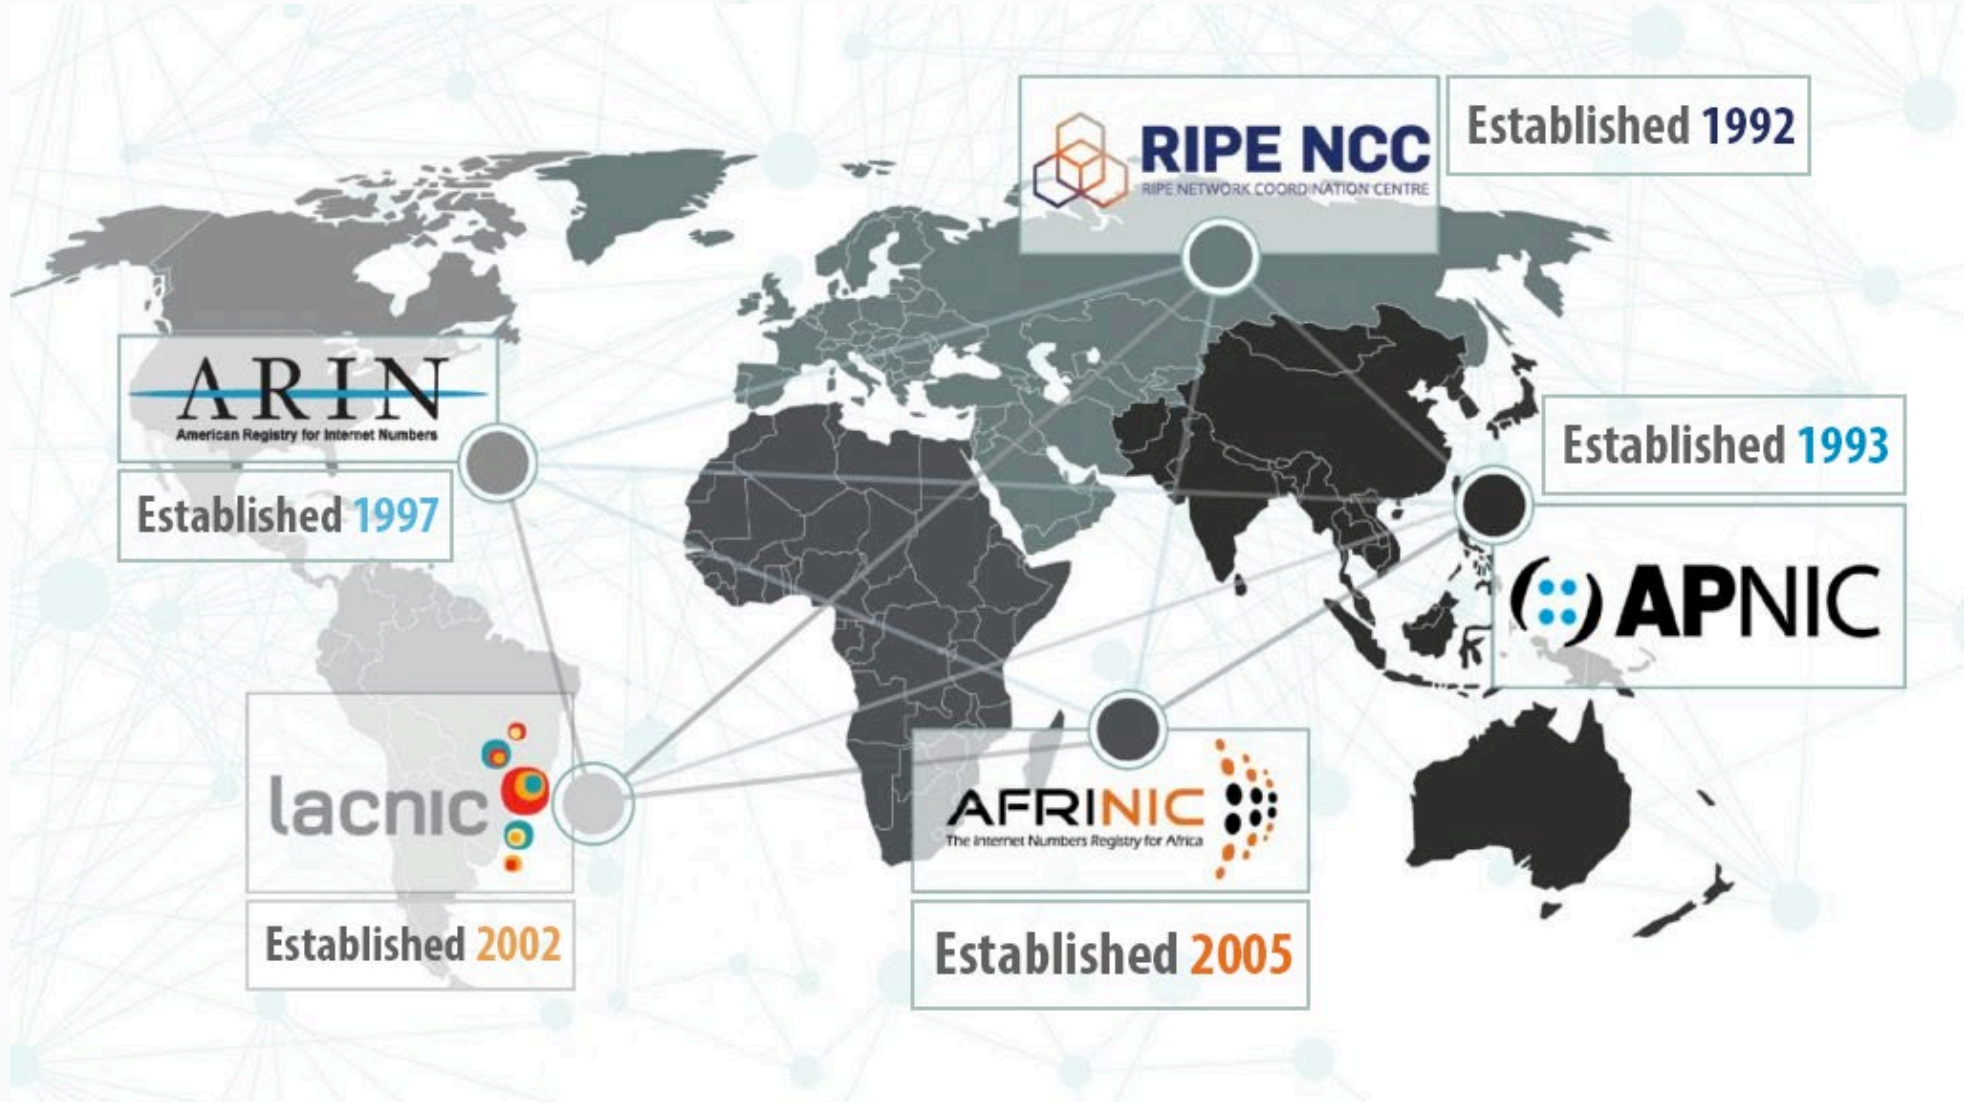 RIPE NCC
RIPE NETWORK COORDINATION CENTRE
Established 1992
ARIN
American Registry for Internet Numbers
Established 1997
Established 1993
APNIC
lacnic
Established 2002
AFRINIC
The Internet Numbers Registry for Africa
Established 2005